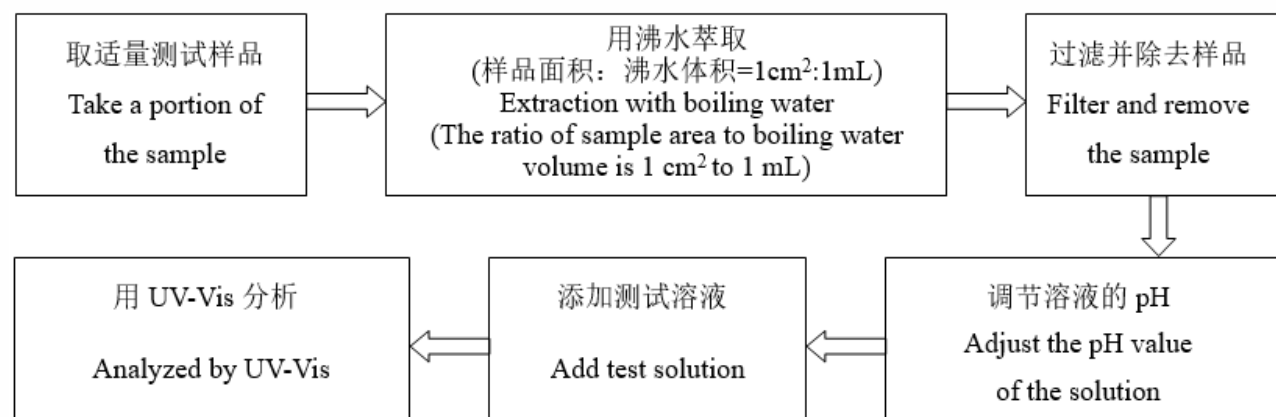 取适量测试样品
Take a portion of
the sample
用沸水萃取
(样品面积：沸水体积=1cm²:1mL)
Extraction with boiling water
(The ratio of sample area to boiling water
volume is 1 cm² to 1 mL)
过滤并除去样品
Filter and remove
the sample
调节溶液的 pH
Adjust the pH value
of the solution
添加测试溶液
Add test solution
用 UV-Vis 分析
Analyzed by UV-Vis